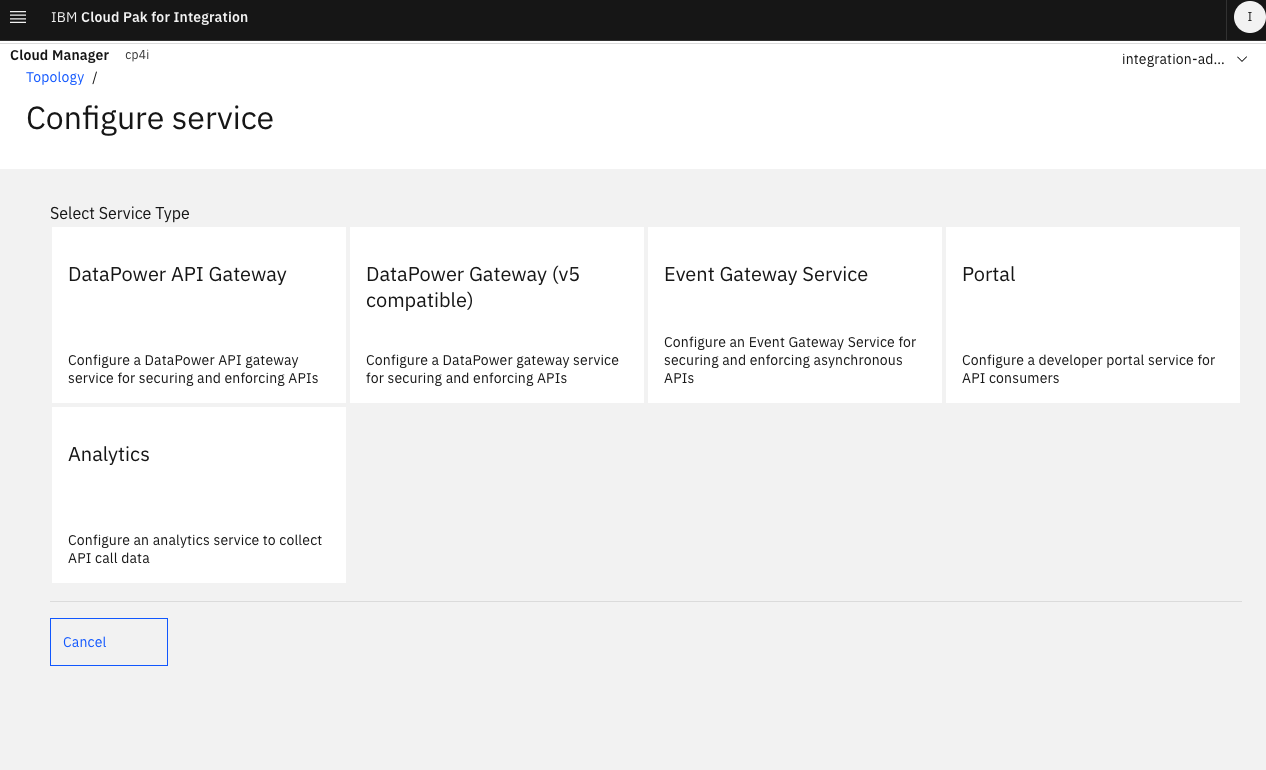 IBM Cloud Pak for Integration
I
Cloud Manager cp4i
integration-ad...
Topology /
Configure service
Select Service Type
DataPower API Gateway
Configure a DataPower API gateway
service for securing and enforcing APIs
DataPower Gateway (v5
compatible)
Configure a DataPower gateway service
for securing and enforcing APIs
Event Gateway Service
Configure an Event Gateway Service for
securing and enforcing asynchronous
APIs
Portal
Configure a developer portal service for
API consumers
Analytics
Configure an analytics service to collect
API call data
Cancel